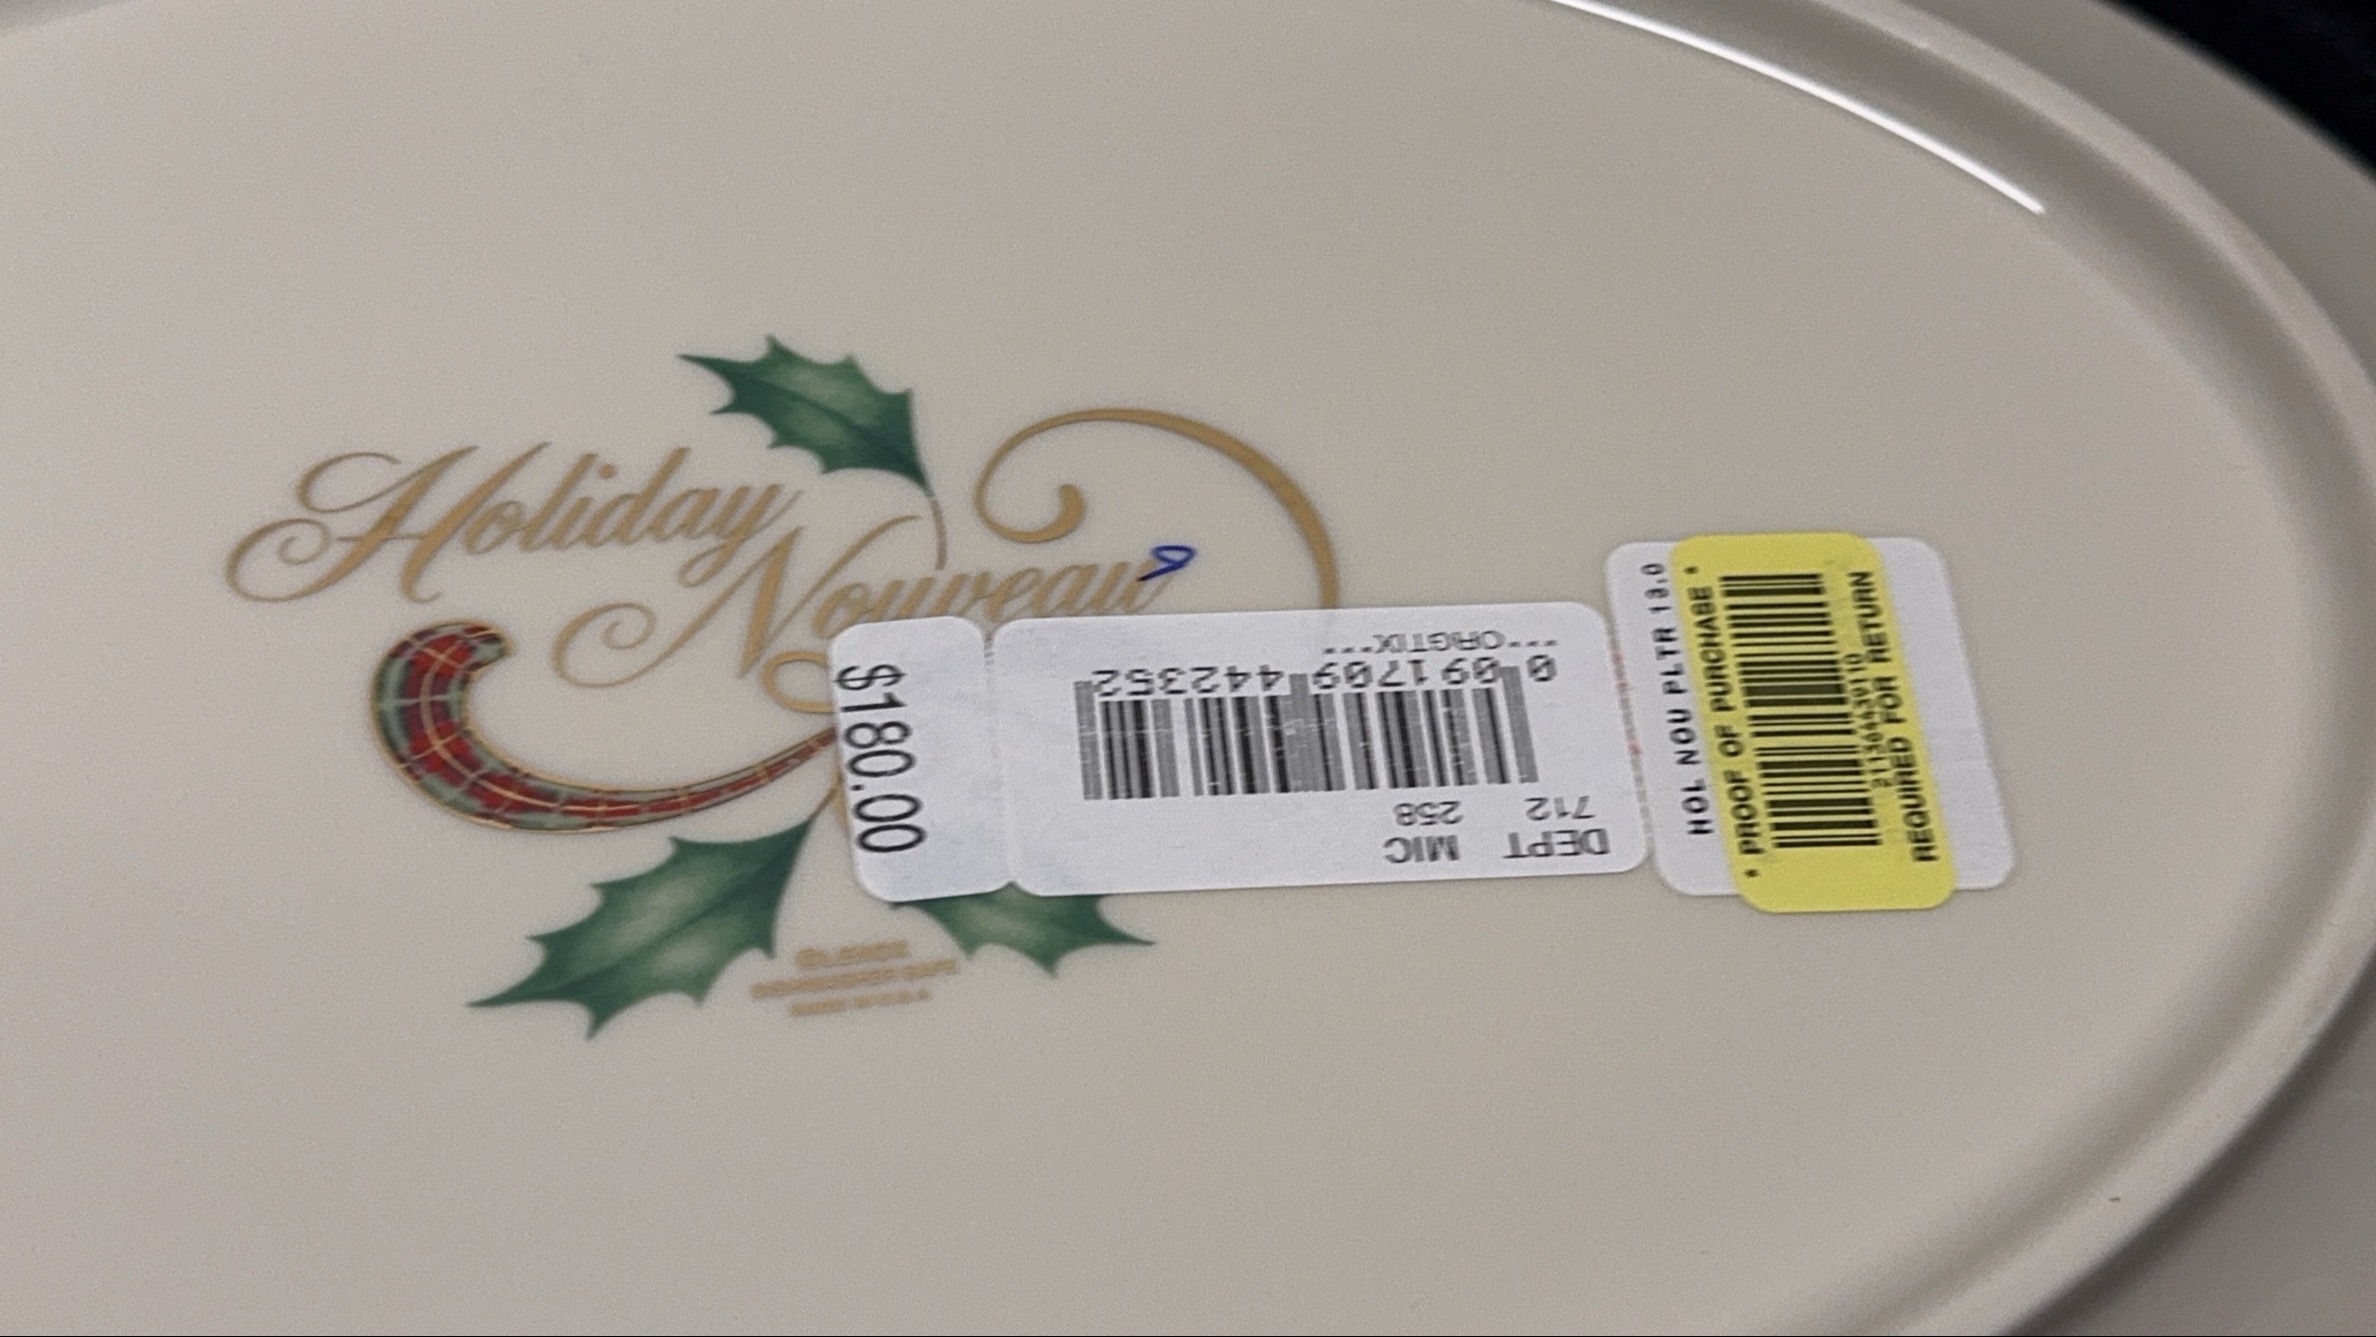 Holiday
Nouveau
$180.00
DEPT MIC
712 258
0 091709 442352
HOL NOU PLTR 13.0
* PROOF OF PURCHASE *
REQUIRED FOR RETURN